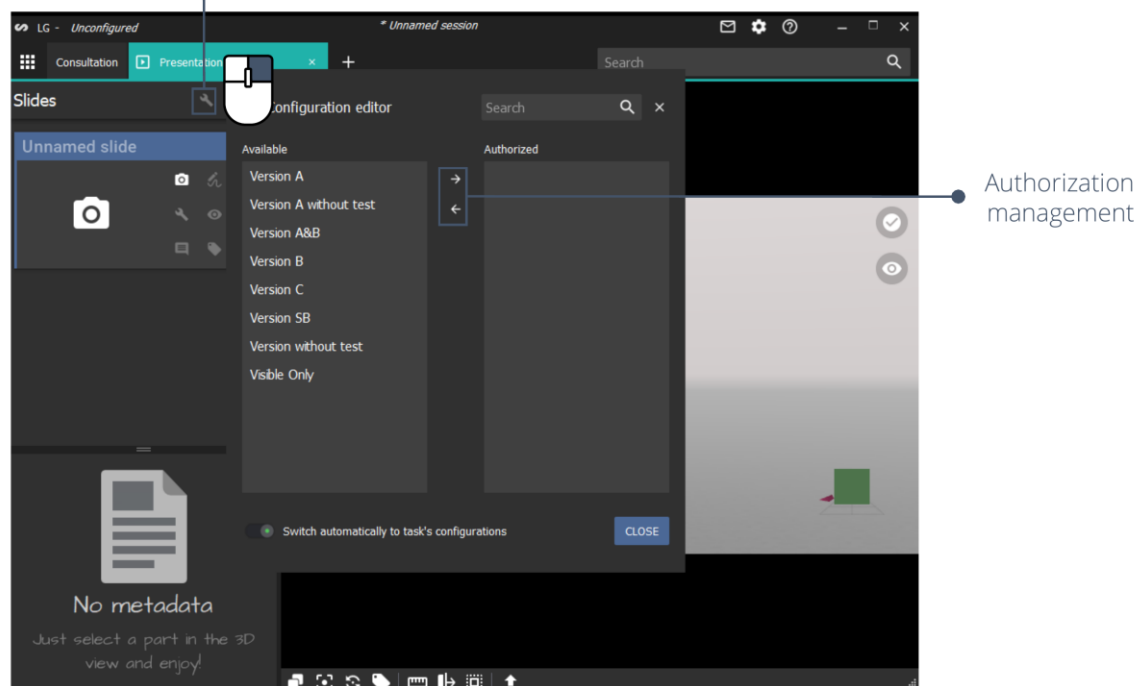 LG - Unconfigured
* Unnamed session
Consultation
Presentation
Search
Slides
Configuration editor
Search
Unnamed slide
Available
Authorized
Version A
Version A without test
Version A&B
Version B
Version C
Version SB
Version without test
Visible Only
Authorization
management
Switch automatically to task's configurations
CLOSE
No metadata
Just select a part in the 3D
view and enjoy!